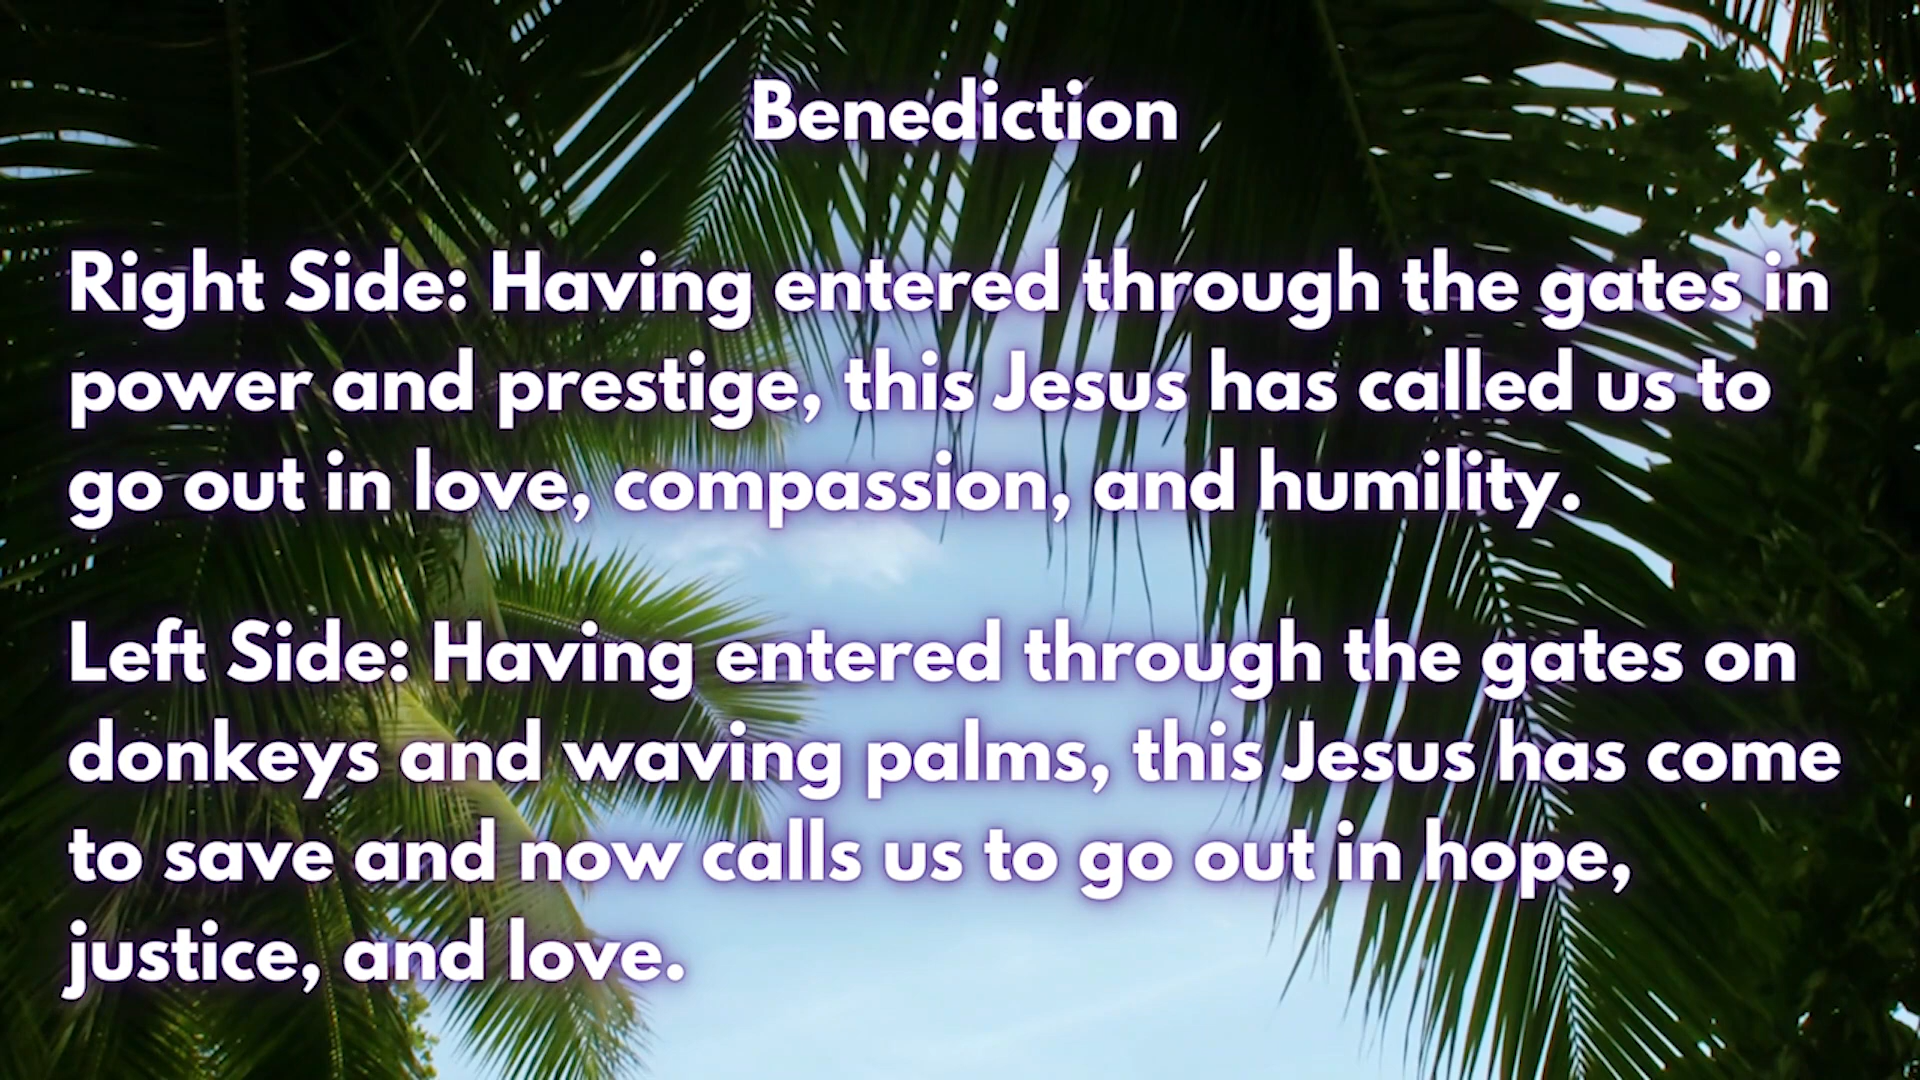 Benediction
Right Side: Having entered through the gates in
power and prestige, this Jesus has called us to
go out in love, compassion, and humility.
Left Side: Having entered through the gates on
donkeys and waving palms, this Jesus has come
to save and now calls us to go out in hope,
justice, and love.